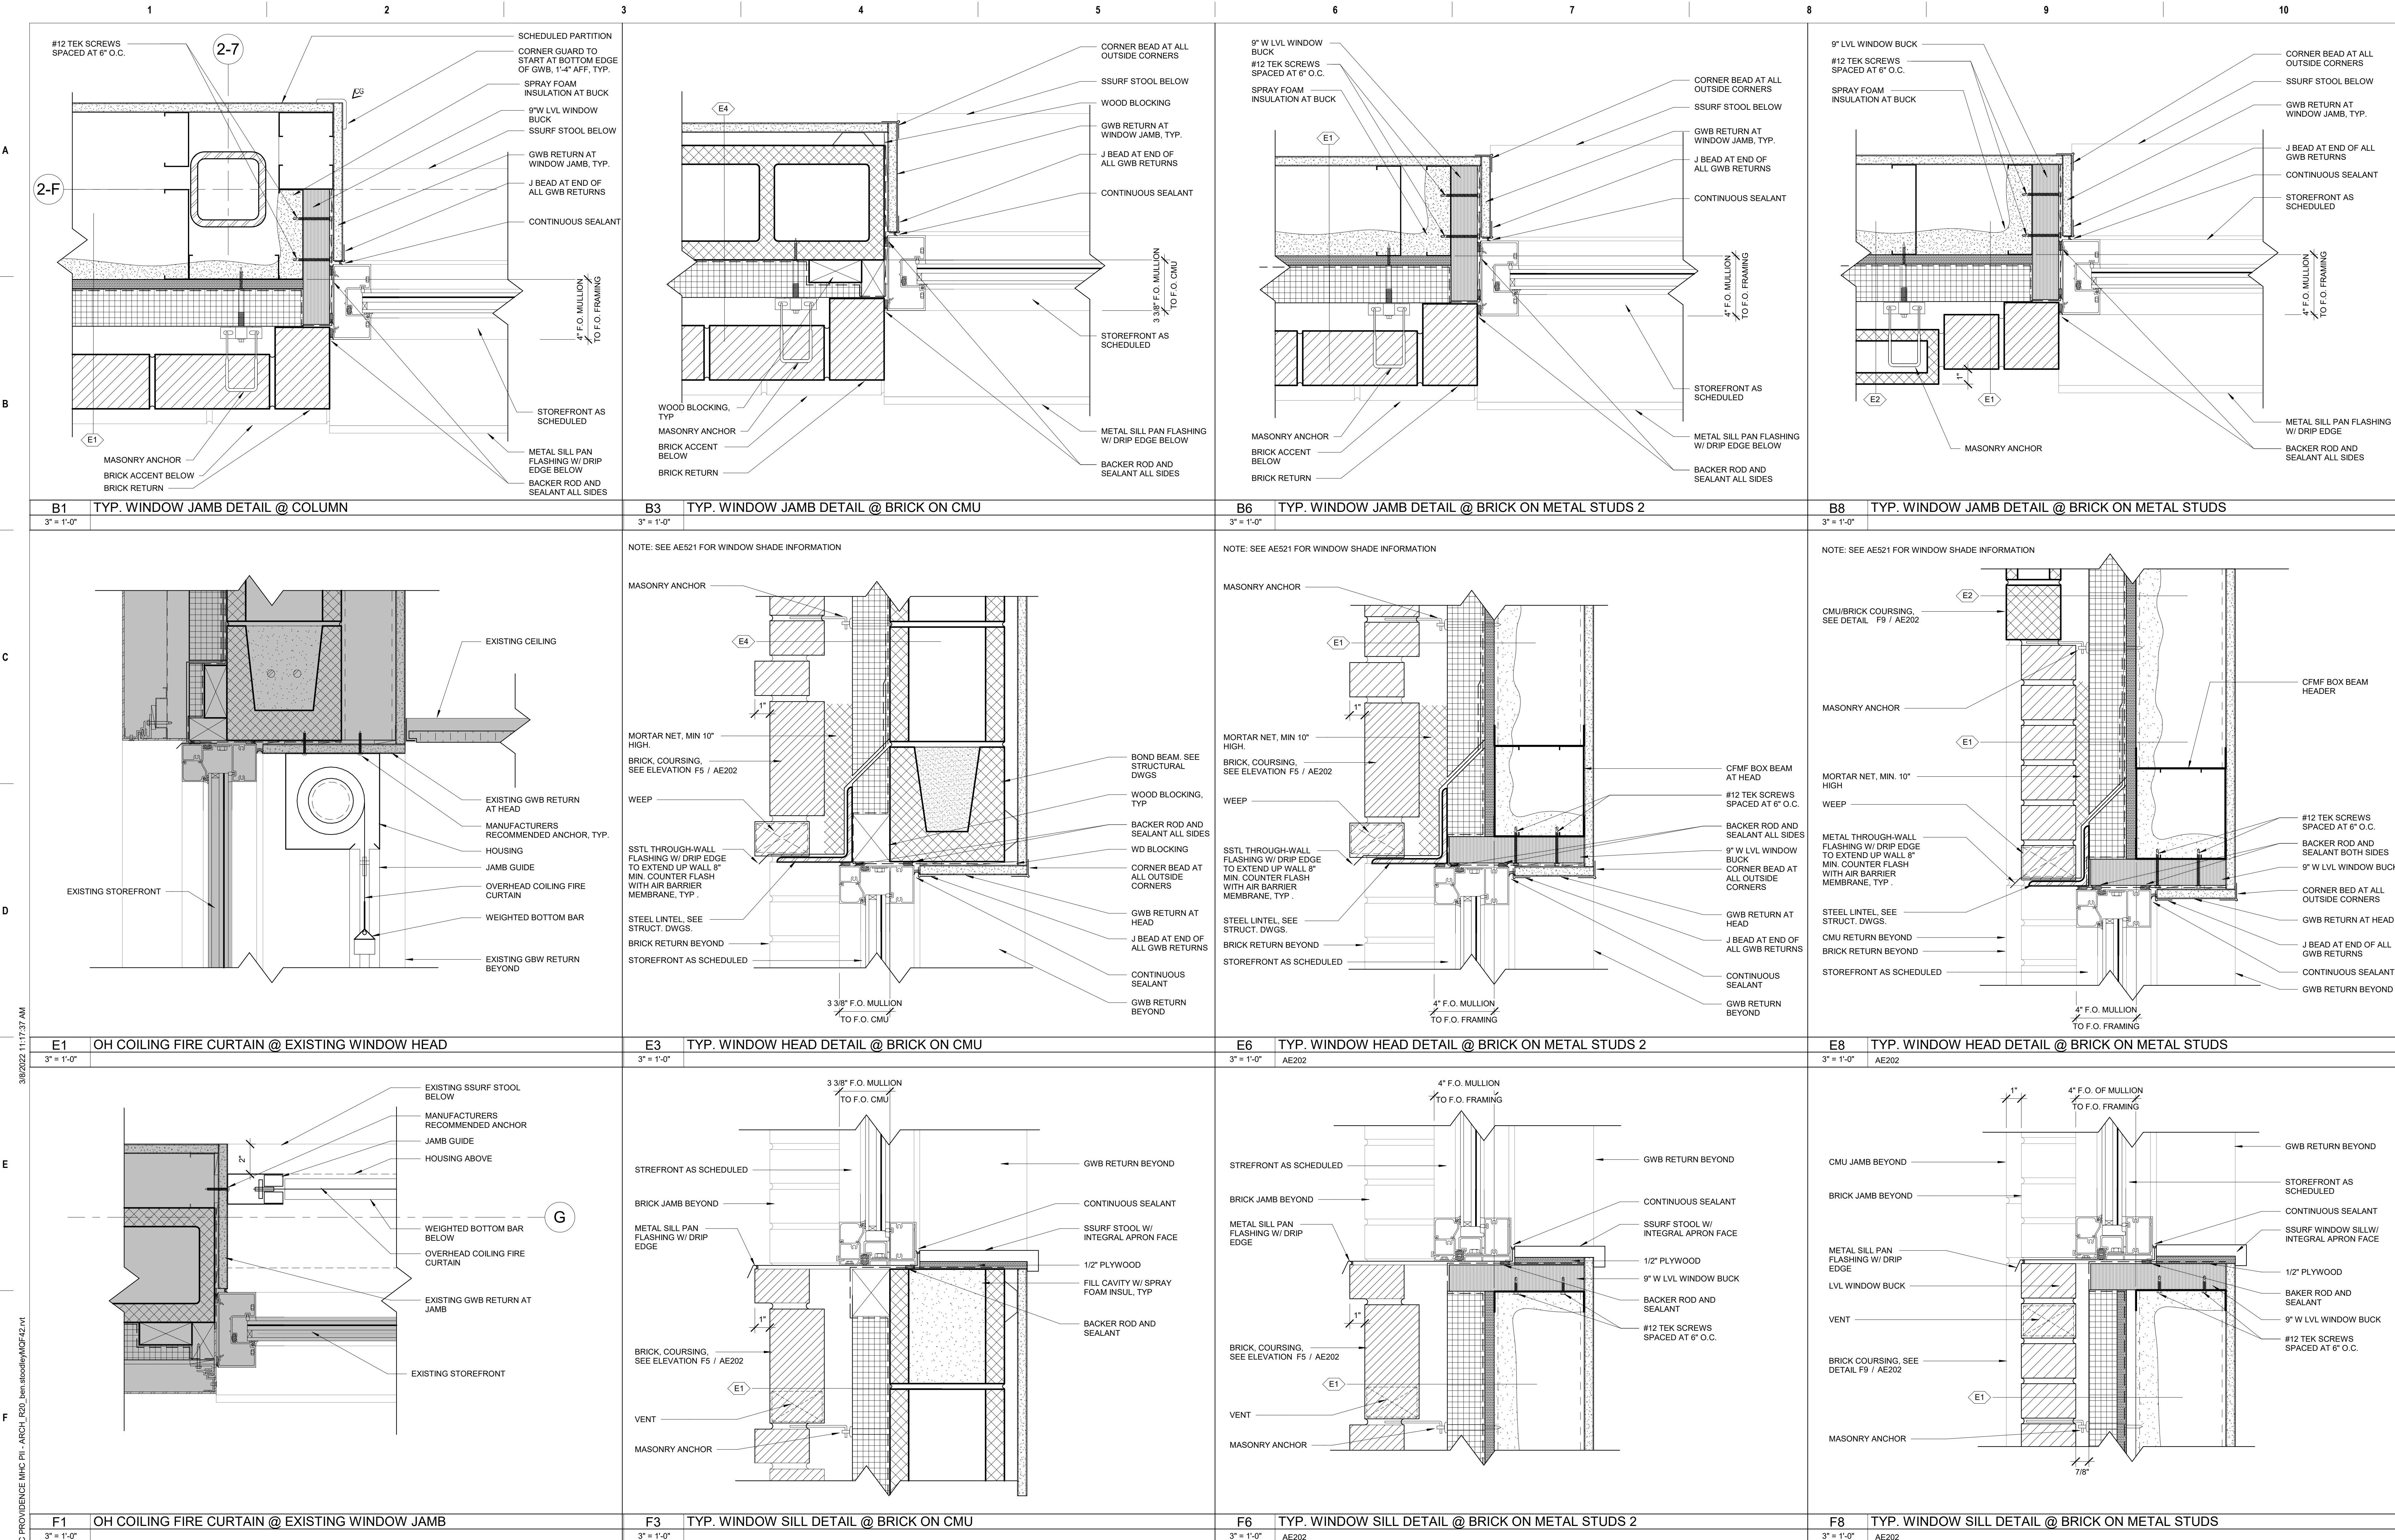 1
2
3
4
5
6
7
8
9
10
A
B
C
D
E
F
#12 TEK SCREWS
SPACED AT 6" O.C.
2-7
2-F
CG
SCHEDULED PARTITION
CORNER GUARD TO
START AT BOTTOM EDGE
OF GWB, 1'-4" AFF, TYP.
SPRAY FOAM
INSULATION AT BUCK
9"W LVL WINDOW
BUCK
SSURF STOOL BELOW
GWB RETURN AT
WINDOW JAMB, TYP.
J BEAD AT END OF
ALL GWB RETURNS
CONTINUOUS SEALANT
4" F.O. MULLION
TO F.O. FRAMING
STOREFRONT AS
SCHEDULED
METAL SILL PAN
FLASHING W/ DRIP
EDGE BELOW
BACKER ROD AND
SEALANT ALL SIDES
E1
MASONRY ANCHOR
BRICK ACCENT BELOW
BRICK RETURN
B1
TYP. WINDOW JAMB DETAIL @ COLUMN
3" = 1'-0"
E4
CORNER BEAD AT ALL
OUTSIDE CORNERS
SSURF STOOL BELOW
WOOD BLOCKING
GWB RETURN AT
WINDOW JAMB, TYP.
J BEAD AT END OF
ALL GWB RETURNS
CONTINUOUS SEALANT
3 3/8" F.O. MULLION
TO F.O. CMU
STOREFRONT AS
SCHEDULED
WOOD BLOCKING,
TYP
MASONRY ANCHOR
BRICK ACCENT
BELOW
BRICK RETURN
METAL SILL PAN FLASHING
W/ DRIP EDGE BELOW
BACKER ROD AND
SEALANT ALL SIDES
B3
TYP. WINDOW JAMB DETAIL @ BRICK ON CMU
3" = 1'-0"
9" W LVL WINDOW
BUCK
#12 TEK SCREWS
SPACED AT 6" O.C.
SPRAY FOAM
INSULATION AT BUCK
E1
CORNER BEAD AT ALL
OUTSIDE CORNERS
SSURF STOOL BELOW
GWB RETURN AT
WINDOW JAMB, TYP.
J BEAD AT END OF
ALL GWB RETURNS
CONTINUOUS SEALANT
4" F.O. MULLION
TO F.O. FRAMING
STOREFRONT AS
SCHEDULED
MASONRY ANCHOR
BRICK ACCENT
BELOW
BRICK RETURN
METAL SILL PAN FLASHING
W/ DRIP EDGE BELOW
BACKER ROD AND
SEALANT ALL SIDES
B6
TYP. WINDOW JAMB DETAIL @ BRICK ON METAL STUDS 2
3" = 1'-0"
9" LVL WINDOW BUCK
#12 TEK SCREWS
SPACED AT 6" O.C.
SPRAY FOAM
INSULATION AT BUCK
CORNER BEAD AT ALL
OUTSIDE CORNERS
SSURF STOOL BELOW
GWB RETURN AT
WINDOW JAMB, TYP.
J BEAD AT END OF ALL
GWB RETURNS
CONTINUOUS SEALANT
STOREFRONT AS
SCHEDULED
4" F.O. MULLION
TO F.O. FRAMING
1"
E2
E1
MASONRY ANCHOR
METAL SILL PAN FLASHING
W/ DRIP EDGE
BACKER ROD AND
SEALANT ALL SIDES
B8
TYP. WINDOW JAMB DETAIL @ BRICK ON METAL STUDS
3" = 1'-0"
EXISTING CEILING
EXISTING GWB RETURN
AT HEAD
MANUFACTURERS
RECOMMENDED ANCHOR, TYP.
HOUSING
JAMB GUIDE
OVERHEAD COILING FIRE
CURTAIN
WEIGHTED BOTTOM BAR
EXISTING GBW RETURN
BEYOND
EXISTING STOREFRONT
E1
OH COILING FIRE CURTAIN @ EXISTING WINDOW HEAD
3" = 1'-0"
NOTE: SEE AE521 FOR WINDOW SHADE INFORMATION
MASONRY ANCHOR
E4
1"
MORTAR NET, MIN 10"
HIGH.
BRICK, COURSING,
SEE ELEVATION F5 / AE202
WEEP
SSTL THROUGH-WALL
FLASHING W/ DRIP EDGE
TO EXTEND UP WALL 8"
MIN. COUNTER FLASH
WITH AIR BARRIER
MEMBRANE, TYP .
STEEL LINTEL, SEE
STRUCT. DWGS.
BRICK RETURN BEYOND
STOREFRONT AS SCHEDULED
3 3/8" F.O. MULLION
TO F.O. CMU
BOND BEAM. SEE
STRUCTURAL
DWGS
WOOD BLOCKING,
TYP
BACKER ROD AND
SEALANT ALL SIDES
WD BLOCKING
CORNER BEAD AT
ALL OUTSIDE
CORNERS
GWB RETURN AT
HEAD
J BEAD AT END OF
ALL GWB RETURNS
CONTINUOUS
SEALANT
GWB RETURN
BEYOND
E3
TYP. WINDOW HEAD DETAIL @ BRICK ON CMU
3" = 1'-0"
NOTE: SEE AE521 FOR WINDOW SHADE INFORMATION
MASONRY ANCHOR
E1
1"
MORTAR NET, MIN 10"
HIGH.
BRICK, COURSING,
SEE ELEVATION F5 / AE202
WEEP
SSTL THROUGH-WALL
FLASHING W/ DRIP EDGE
TO EXTEND UP WALL 8"
MIN. COUNTER FLASH
WITH AIR BARRIER
MEMBRANE, TYP .
STEEL LINTEL, SEE
STRUCT. DWGS.
BRICK RETURN BEYOND
STOREFRONT AS SCHEDULED
4" F.O. MULLION
TO F.O. FRAMING
CFMF BOX BEAM
AT HEAD
#12 TEK SCREWS
SPACED AT 6" O.C.
BACKER ROD AND
SEALANT ALL SIDES
9" W LVL WINDOW
BUCK
CORNER BEAD AT
ALL OUTSIDE
CORNERS
GWB RETURN AT
HEAD
J BEAD AT END OF
ALL GWB RETURNS
CONTINUOUS
SEALANT
GWB RETURN
BEYOND
E6
TYP. WINDOW HEAD DETAIL @ BRICK ON METAL STUDS 2
3" = 1'-0"
AE202
NOTE: SEE AE521 FOR WINDOW SHADE INFORMATION
E2
CMU/BRICK COURSING,
SEE DETAIL F9 / AE202
MASONRY ANCHOR
E1
MORTAR NET, MIN. 10"
HIGH
WEEP
METAL THROUGH-WALL
FLASHING W/ DRIP EDGE
TO EXTEND UP WALL 8"
MIN. COUNTER FLASH
WITH AIR BARRIER
MEMBRANE, TYP .
STEEL LINTEL, SEE
STRUCT. DWGS.
CMU RETURN BEYOND
BRICK RETURN BEYOND
STOREFRONT AS SCHEDULED
4" F.O. MULLION
TO F.O. FRAMING
CFMF BOX BEAM
HEADER
#12 TEK SCREWS
SPACED AT 6" O.C.
BACKER ROD AND
SEALANT BOTH SIDES
9" W LVL WINDOW BUCK
CORNER BED AT ALL
OUTSIDE CORNERS
GWB RETURN AT HEAD
J BEAD AT END OF ALL
GWB RETURNS
CONTINUOUS SEALANT
GWB RETURN BEYOND
E8
TYP. WINDOW HEAD DETAIL @ BRICK ON METAL STUDS
3" = 1'-0"
AE202
EXISTING SSURF STOOL
BELOW
MANUFACTURERS
RECOMMENDED ANCHOR
JAMB GUIDE
HOUSING ABOVE
2"
G
WEIGHTED BOTTOM BAR
BELOW
OVERHEAD COILING FIRE
CURTAIN
EXISTING GWB RETURN AT
JAMB
EXISTING STOREFRONT
F1
OH COILING FIRE CURTAIN @ EXISTING WINDOW JAMB
3" = 1'-0"
3 3/8" F.O. MULLION
TO F.O. CMU
STREFRONT AS SCHEDULED
BRICK JAMB BEYOND
METAL SILL PAN
FLASHING W/ DRIP
EDGE
1"
BRICK, COURSING,
SEE ELEVATION F5 / AE202
E1
VENT
MASONRY ANCHOR
GWB RETURN BEYOND
CONTINUOUS SEALANT
SSURF STOOL W/
INTEGRAL APRON FACE
1/2" PLYWOOD
FILL CAVITY W/ SPRAY
FOAM INSUL, TYP
BACKER ROD AND
SEALANT
F3
TYP. WINDOW SILL DETAIL @ BRICK ON CMU
3" = 1'-0"
4" F.O. MULLION
TO F.O. FRAMING
STREFRONT AS SCHEDULED
BRICK JAMB BEYOND
METAL SILL PAN
FLASHING W/ DRIP
EDGE
1"
BRICK, COURSING,
SEE ELEVATION F5 / AE202
E1
VENT
MASONRY ANCHOR
GWB RETURN BEYOND
CONTINUOUS SEALANT
SSURF STOOL W/
INTEGRAL APRON FACE
1/2" PLYWOOD
9" W LVL WINDOW BUCK
BACKER ROD AND
SEALANT
#12 TEK SCREWS
SPACED AT 6" O.C.
F6
TYP. WINDOW SILL DETAIL @ BRICK ON METAL STUDS 2
3" = 1'-0"
AE202
1"
4" F.O. OF MULLION
TO F.O. FRAMING
CMU JAMB BEYOND
BRICK JAMB BEYOND
METAL SILL PAN
FLASHING W/ DRIP
EDGE
LVL WINDOW BUCK
VENT
BRICK COURSING, SEE
DETAIL F9 / AE202
E1
MASONRY ANCHOR
7/8"
GWB RETURN BEYOND
STOREFRONT AS
SCHEDULED
CONTINUOUS SEALANT
SSURF WINDOW SILLW/
INTEGRAL APRON FACE
1/2" PLYWOOD
BAKER ROD AND
SEALANT
9" W LVL WINDOW BUCK
#12 TEK SCREWS
SPACED AT 6" O.C.
F8
TYP. WINDOW SILL DETAIL @ BRICK ON METAL STUDS
3" = 1'-0"
AE202
3/8/2022 11:17:37 AM
PROVIDENCE MHC PII - ARCH_R20_ben.stoodleyMQF42.rvt